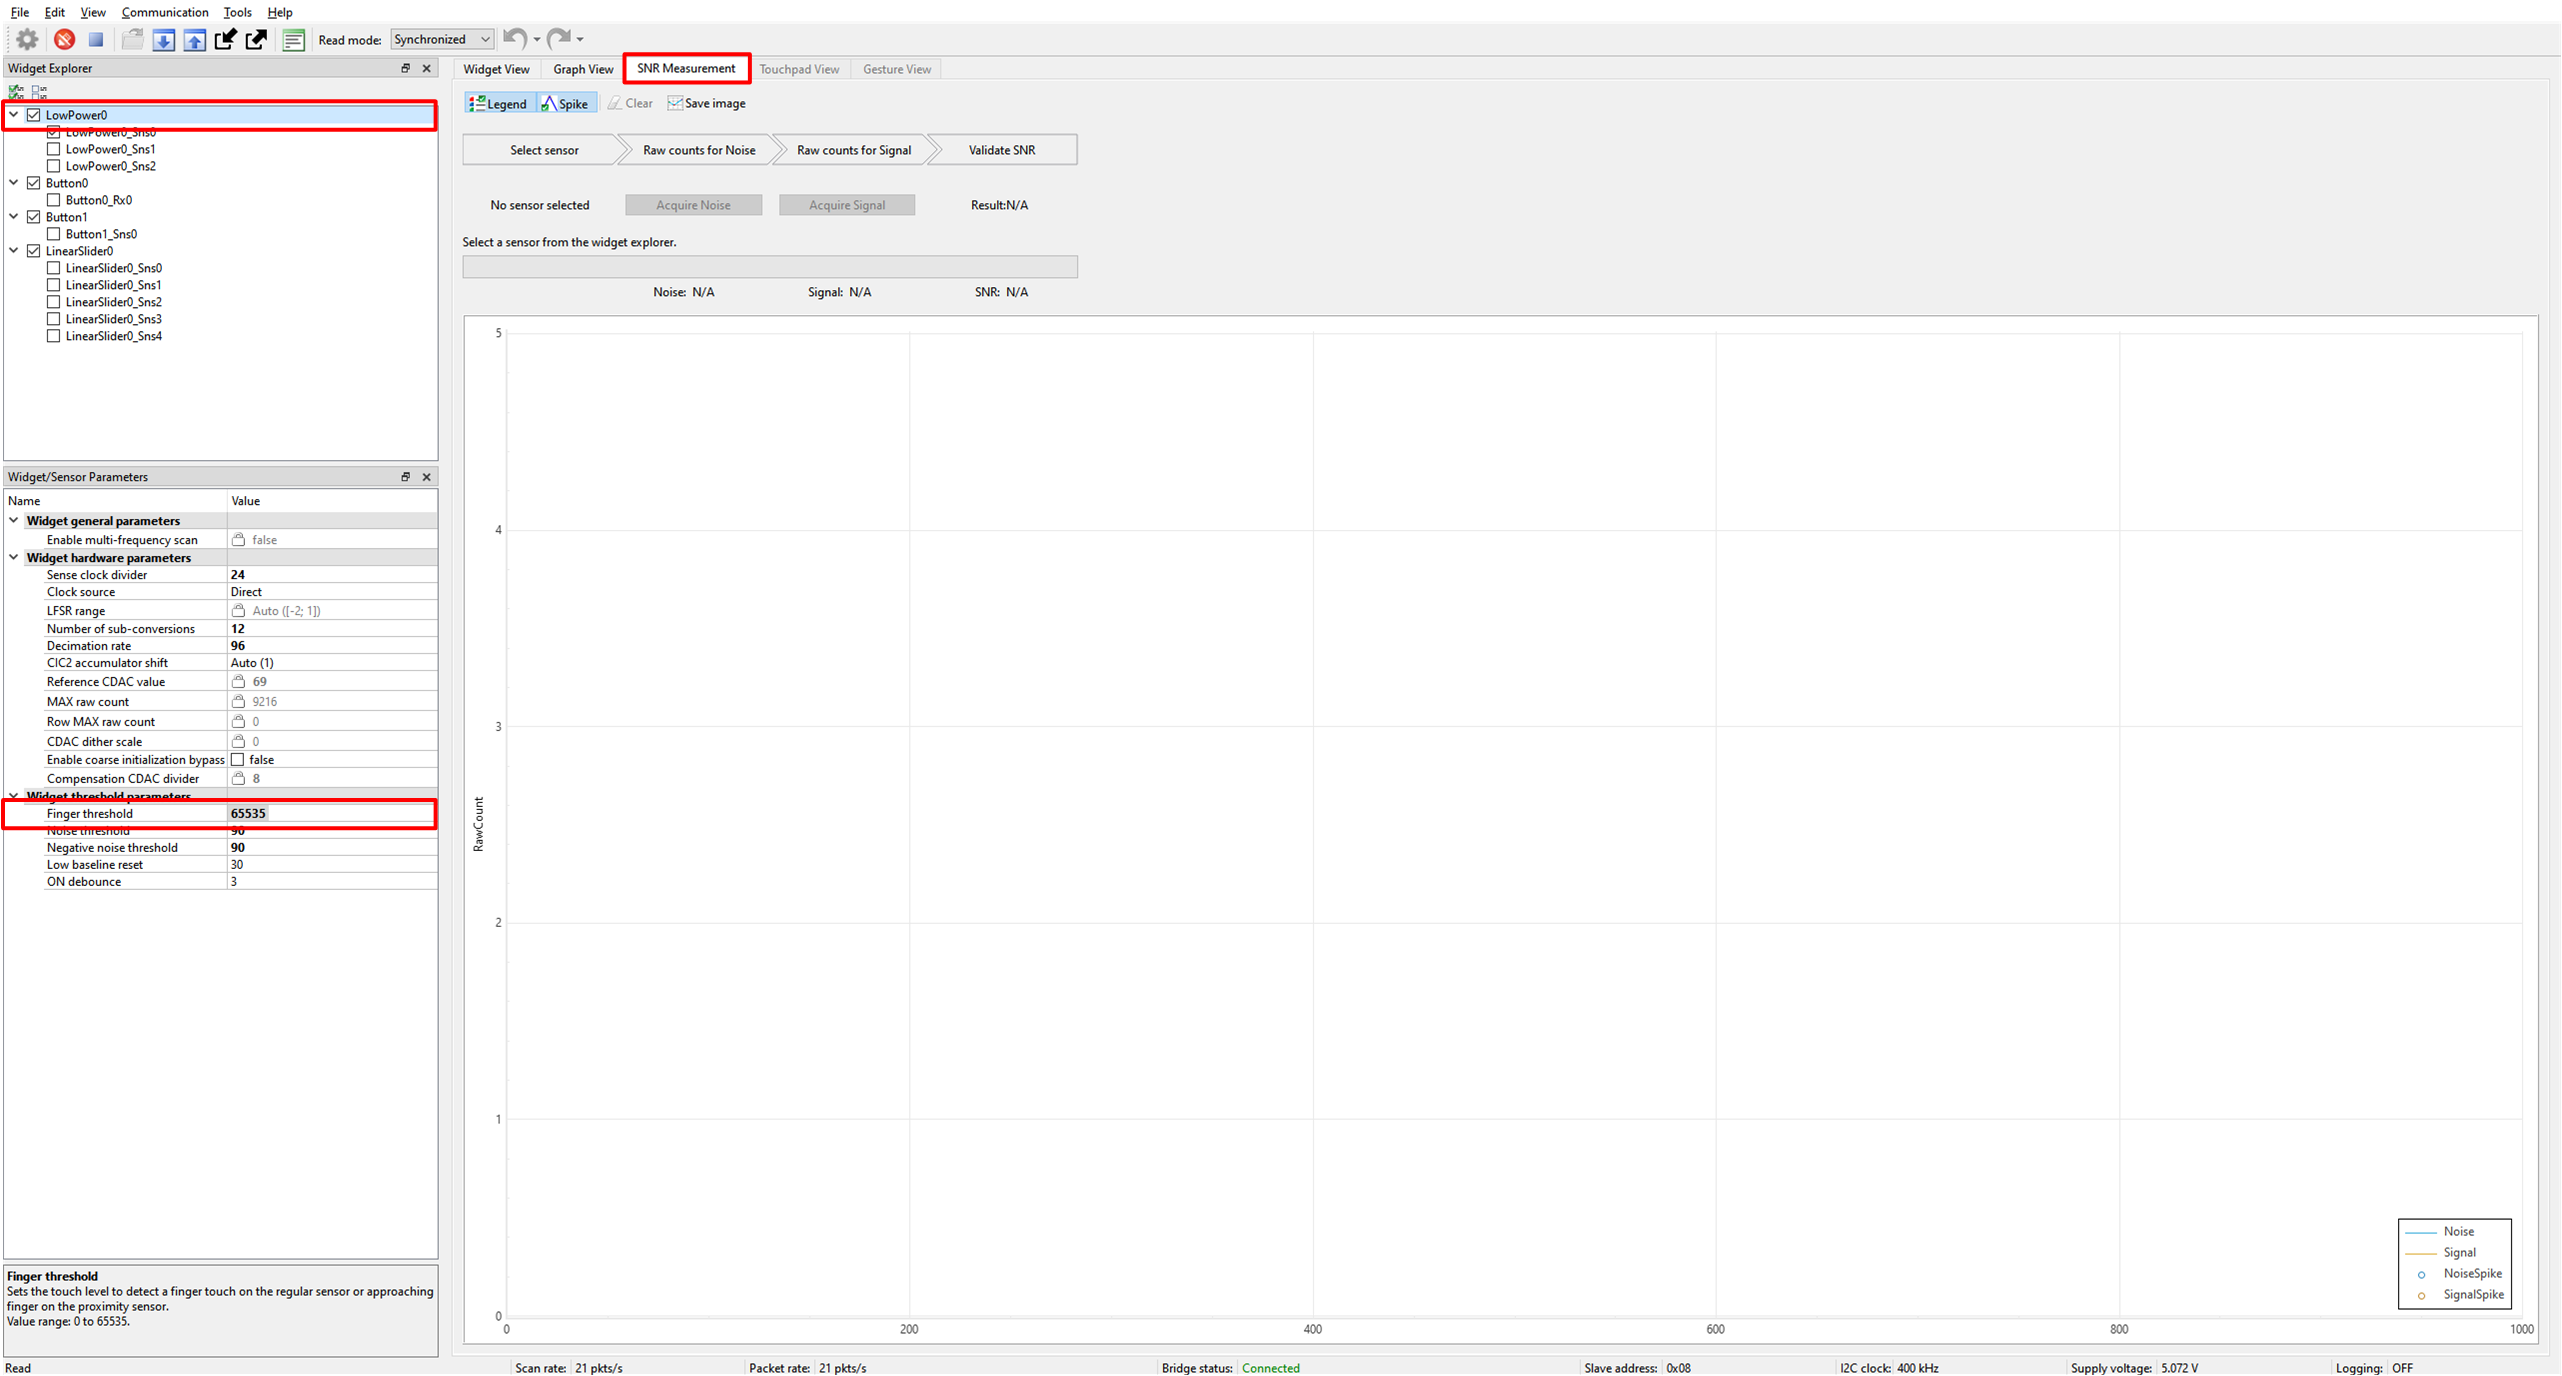 File Edit View Communication Tools Help
Read mode: Synchronized
Widget Explorer
LowPower0
LowPower0_Sns0
LowPower0_Sns1
LowPower0_Sns2
Button0
Button0_Rx0
Button1
Button1_Sns0
LinearSlider0
LinearSlider0_Sns0
LinearSlider0_Sns1
LinearSlider0_Sns2
LinearSlider0_Sns3
LinearSlider0_Sns4
Widget/Sensor Parameters
Name Value
Widget general parameters
Enable multi-frequency scan false
Widget hardware parameters
Sense clock divider 24
Clock source Direct
LFSR range Auto ([-2; 1])
Number of sub-conversions 12
Decimation rate 96
CIC2 accumulator shift Auto (1)
Reference CDAC value 69
MAX raw count 9216
Row MAX raw count 0
CDAC dither scale 0
Enable coarse initialization bypass false
Compensation CDAC divider 8
Widget threshold parameters
Finger threshold 65535
Noise threshold 90
Negative noise threshold 90
Low baseline reset 30
ON debounce 3
Finger threshold
Sets the touch level to detect a finger touch on the regular sensor or approaching
finger on the proximity sensor.
Value range: 0 to 65535.
Widget View Graph View SNR Measurement Touchpad View Gesture View
Legend Spike Clear Save image
Select sensor Raw counts for Noise Raw counts for Signal Validate SNR
No sensor selected Acquire Noise Acquire Signal Result:N/A
Select a sensor from the widget explorer.
Noise: N/A Signal: N/A SNR: N/A
5
4
3
2
1
0
RawCount
0 200 400 600 800 1000
Noise
Signal
NoiseSpike
SignalSpike
Read Scan rate: 21 pkts/s Packet rate: 21 pkts/s Bridge status: Connected Slave address: 0x08 I2C clock: 400 kHz Supply voltage: 5.072 V Logging: OFF